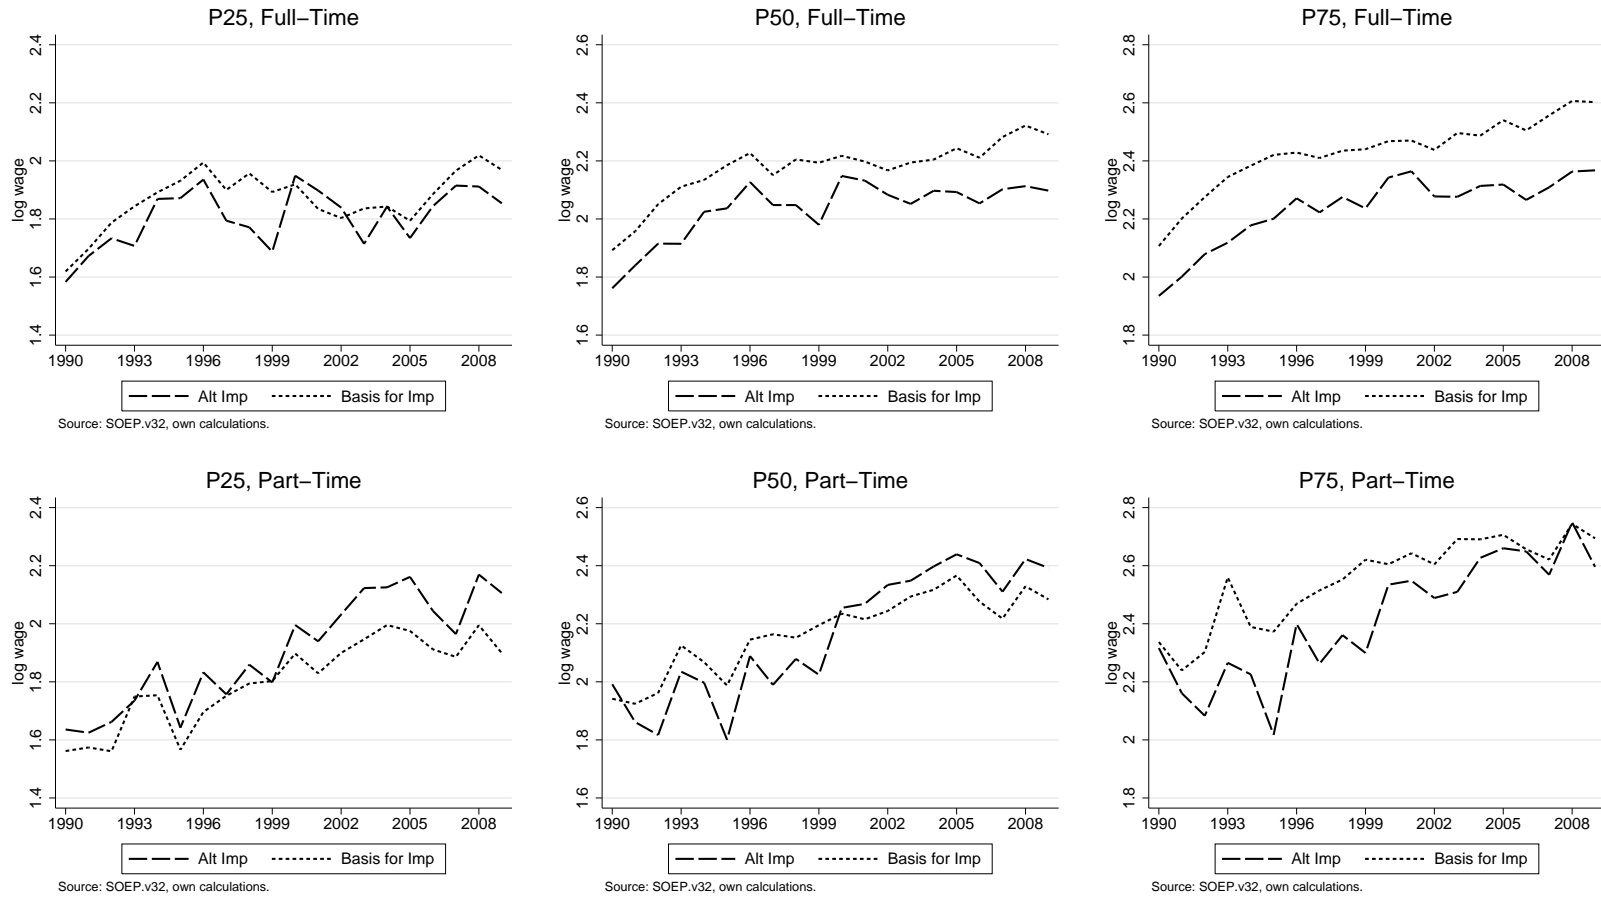 P25, Full−Time
log wage
2.4
2.2
2
1.8
1.6
1.4
1990 1993 1996 1999 2002 2005 2008
Alt Imp Basis for Imp
Source: SOEP.v32, own calculations.
P50, Full−Time
log wage
2.6
2.4
2.2
2
1.8
1.6
1990 1993 1996 1999 2002 2005 2008
Alt Imp Basis for Imp
Source: SOEP.v32, own calculations.
P75, Full−Time
log wage
2.8
2.6
2.4
2.2
2
1.8
1990 1993 1996 1999 2002 2005 2008
Alt Imp Basis for Imp
Source: SOEP.v32, own calculations.
P25, Part−Time
log wage
2.4
2.2
2
1.8
1.6
1.4
1990 1993 1996 1999 2002 2005 2008
Alt Imp Basis for Imp
Source: SOEP.v32, own calculations.
P50, Part−Time
log wage
2.6
2.4
2.2
2
1.8
1.6
1990 1993 1996 1999 2002 2005 2008
Alt Imp Basis for Imp
Source: SOEP.v32, own calculations.
P75, Part−Time
log wage
2.8
2.6
2.4
2.2
2
1.8
1990 1993 1996 1999 2002 2005 2008
Alt Imp Basis for Imp
Source: SOEP.v32, own calculations.